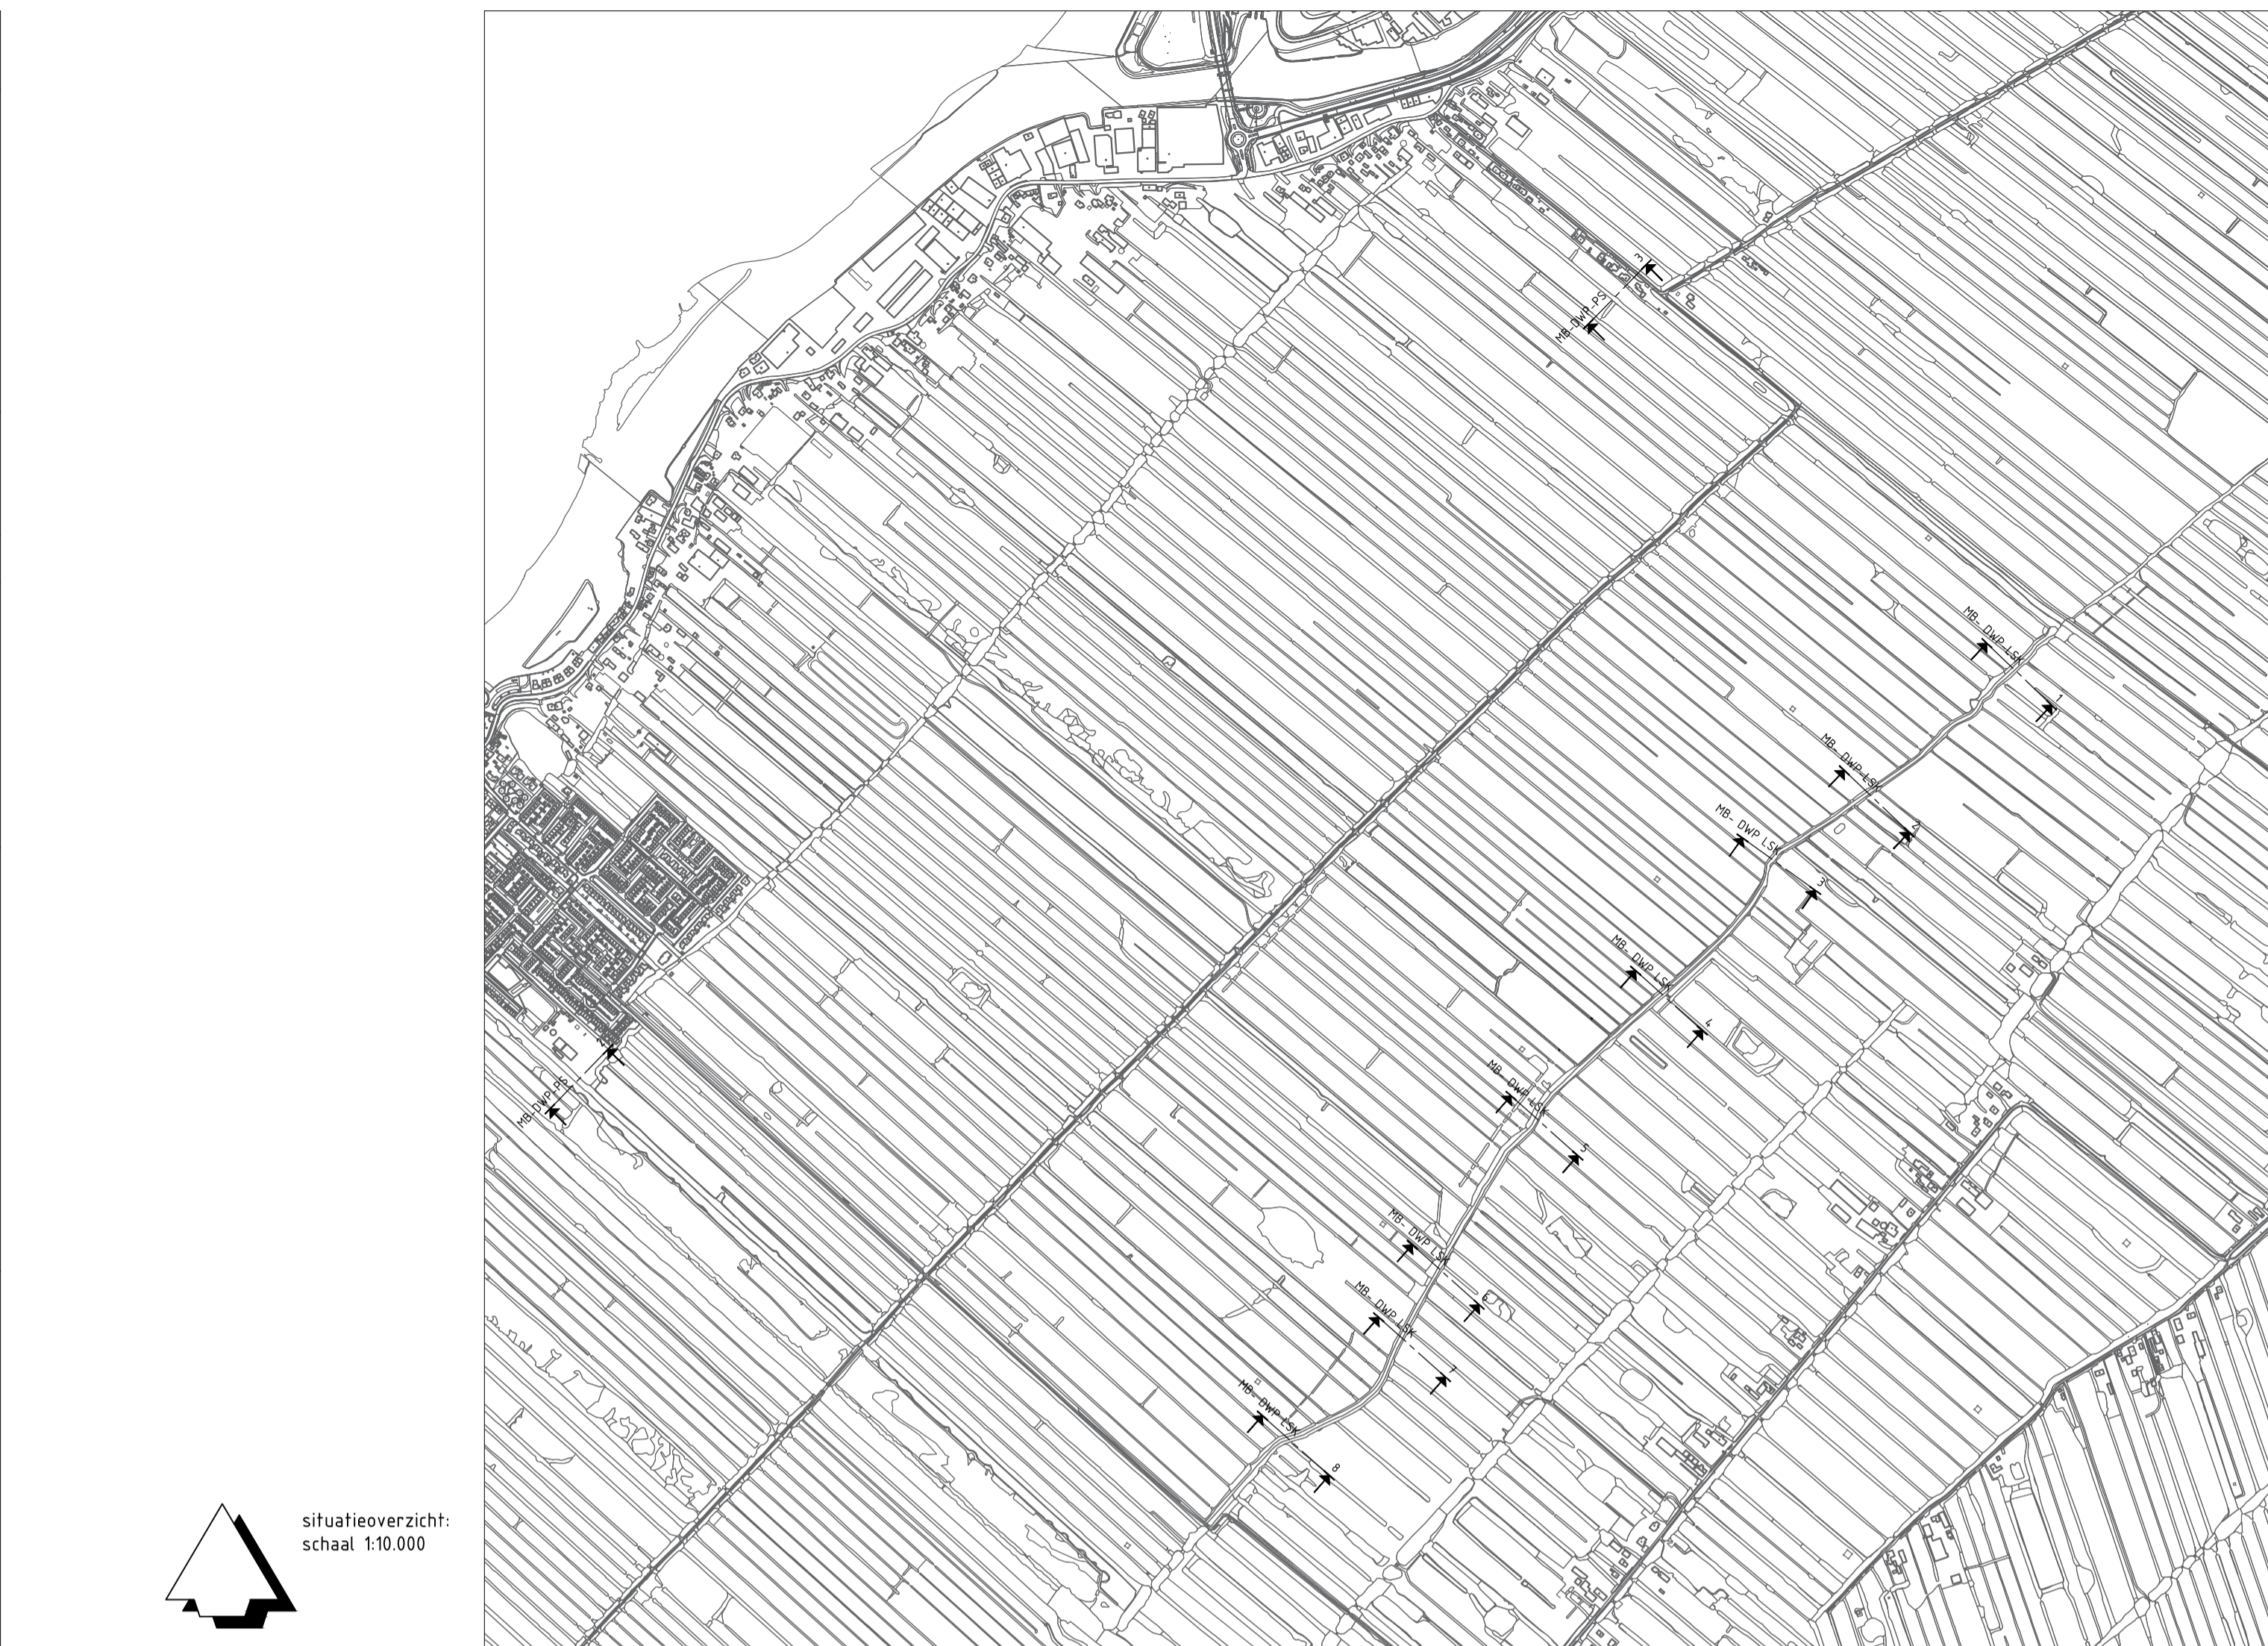 3
MB-DWP-PS
MB- DWP-LSK
1
MB- DWP-LSK
2
MB- DWP LSK
3
MB- DWP LSK
4
MB- DWP LSK
5
MB-DWP-PS
MB- DWP LSK
6
MB- DWP LSK
7
MB- DWP LSK
8
situatieoverzicht:
schaal 1:10.000